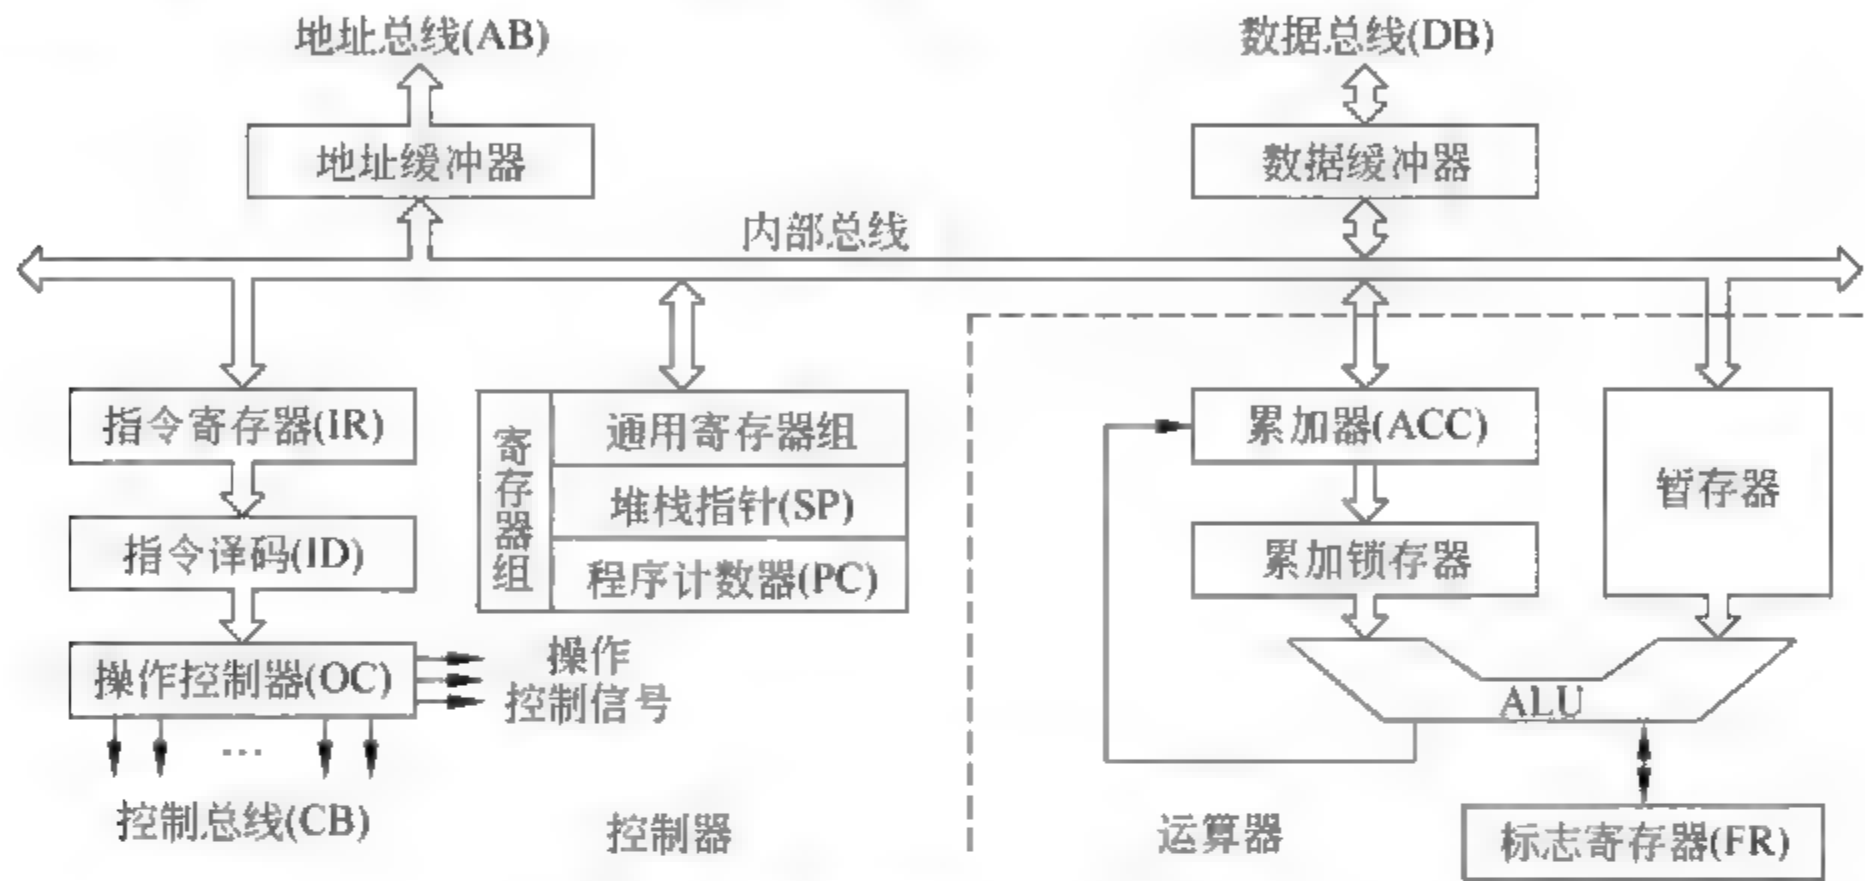 地址总线(AB)
数据总线(DB)
地址缓冲器
数据缓冲器
内部总线
指令寄存器(IR)
指令译码(ID)
操作控制器(OC)
操作
控制信号
…
控制总线(CB)
寄存器组
通用寄存器组
堆栈指针(SP)
程序计数器(PC)
控制器
累加器(ACC)
累加锁存器
暂存器
ALU
运算器
标志寄存器(FR)